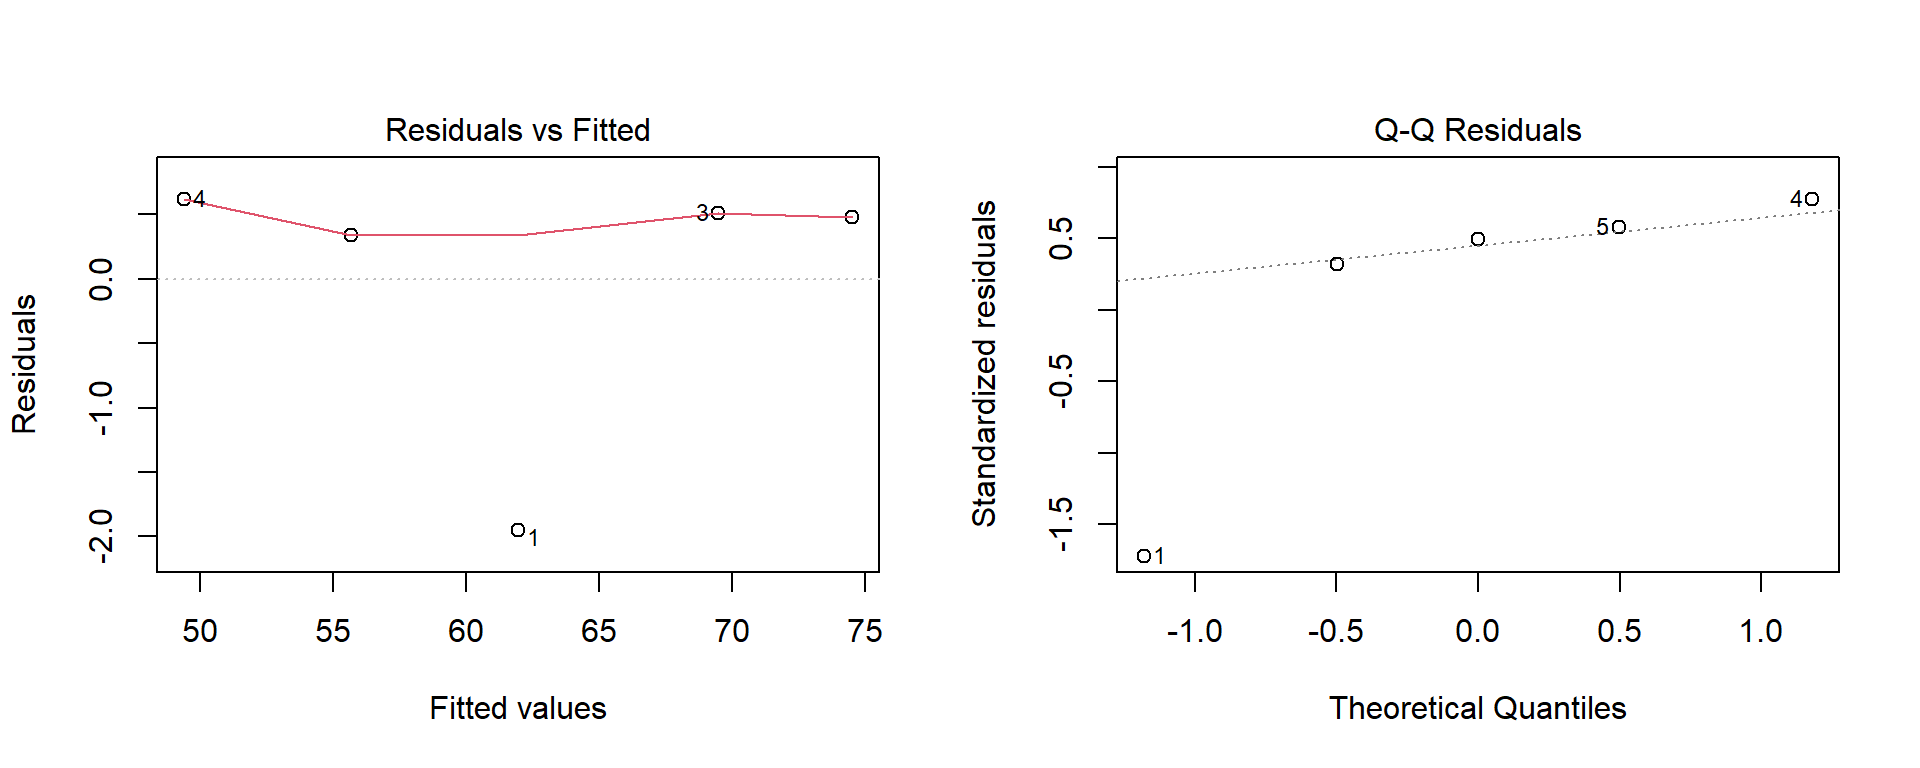 Residuals vs Fitted
Residuals
0.0
-1.0
-2.0
4
3
1
50 55 60 65 70 75
Fitted values
Q-Q Residuals
Standardized residuals
0.5
-0.5
-1.5
4
5
1
-1.0 -0.5 0.0 0.5 1.0
Theoretical Quantiles